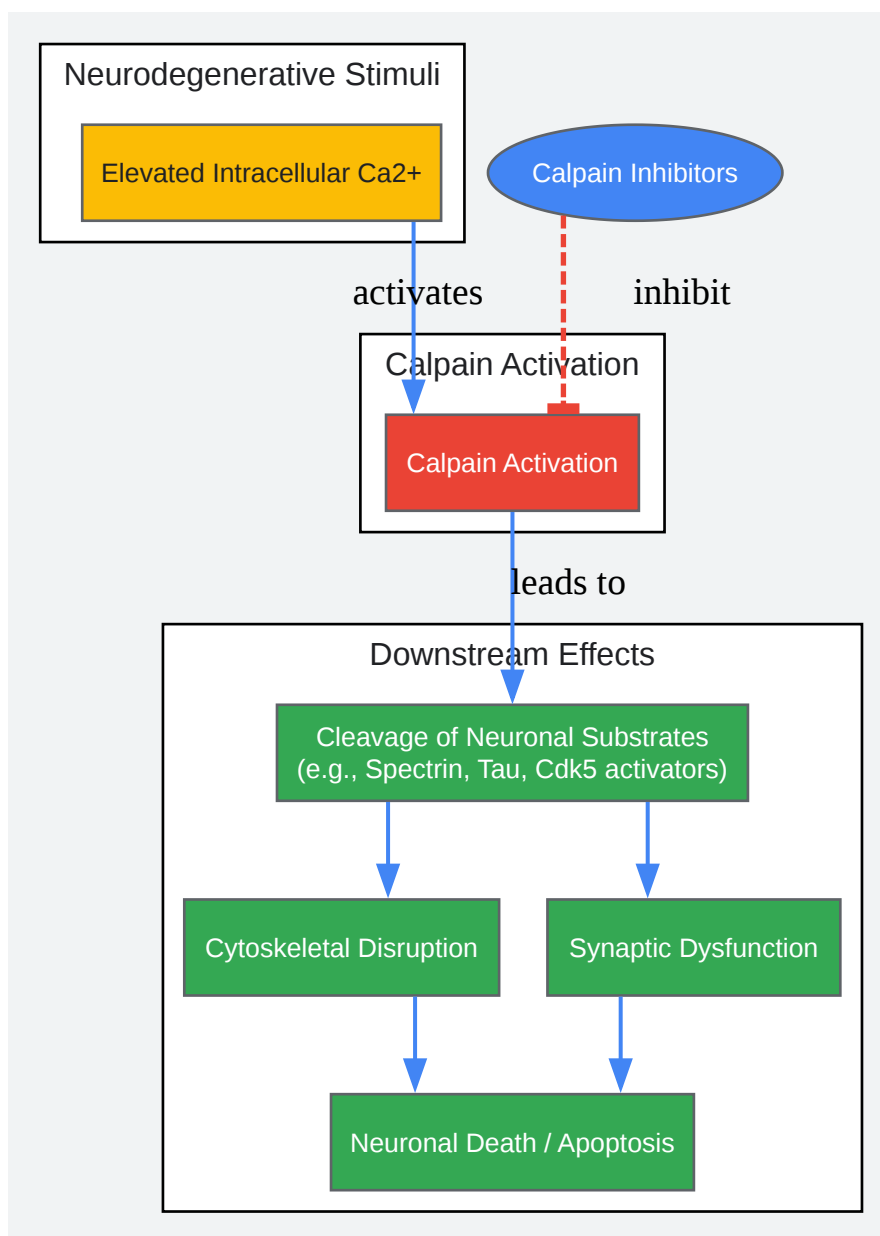 Neurodegenerative Stimuli
Elevated Intracellular Ca2+
Calpain Inhibitors
activates
inhibit
Calpain Activation
Calpain Activation
leads to
Downstream Effects
Cleavage of Neuronal Substrates
(e.g., Spectrin, Tau, Cdk5 activators)
Cytoskeletal Disruption
Synaptic Dysfunction
Neuronal Death / Apoptosis